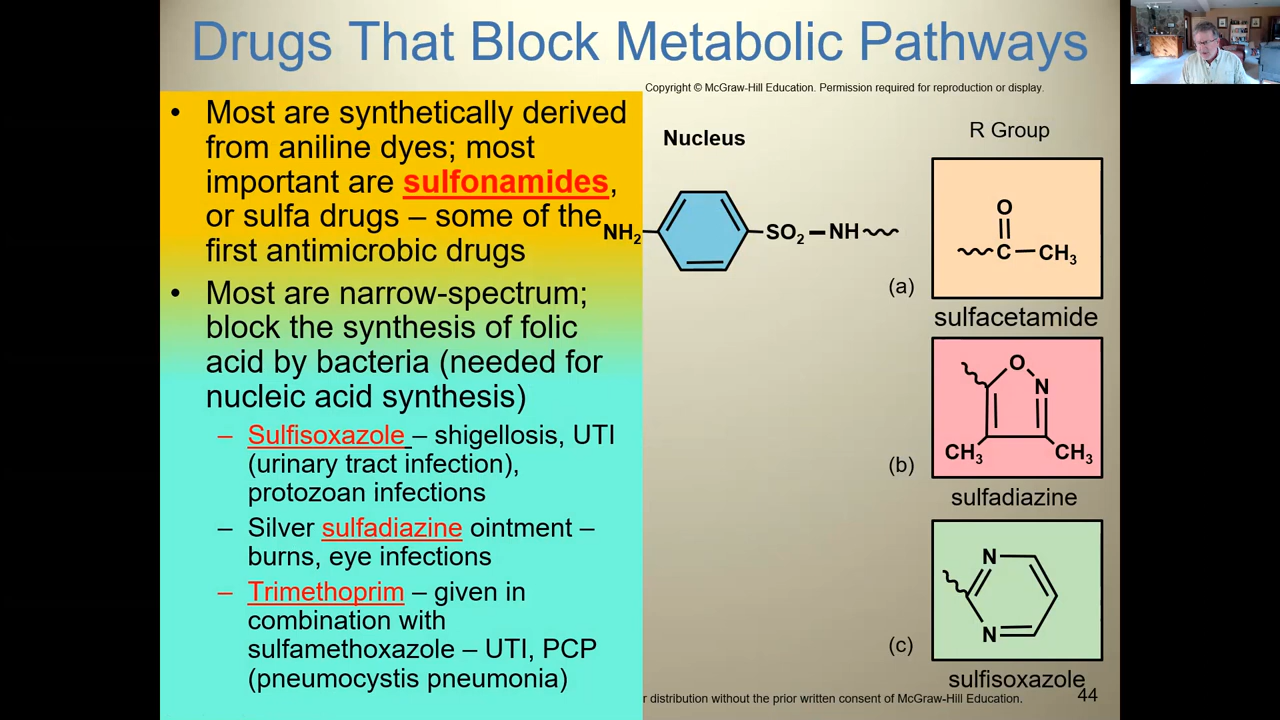 Drugs That Block Metabolic Pathways
Copyright © McGraw-Hill Education. Permission required for reproduction or display.
• Most are synthetically derived
from aniline dyes; most
important are sulfonamides,
or sulfa drugs – some of the
first antimicrobic drugs
• Most are narrow-spectrum;
block the synthesis of folic
acid by bacteria (needed for
nucleic acid synthesis)
– Sulfisoxazole – shigellosis, UTI
(urinary tract infection),
protozoan infections
– Silver sulfadiazine ointment –
burns, eye infections
– Trimethoprim – given in
combination with
sulfamethoxazole – UTI, PCP
(pneumocystis pneumonia)
Nucleus
NH2
SO2 – NH
R Group
O
C – CH3
(a)
sulfacetamide
O
N
CH3 CH3
(b)
sulfadiazine
N
N
(c)
sulfisoxazole
r distribution without the prior written consent of McGraw-Hill Education.
44